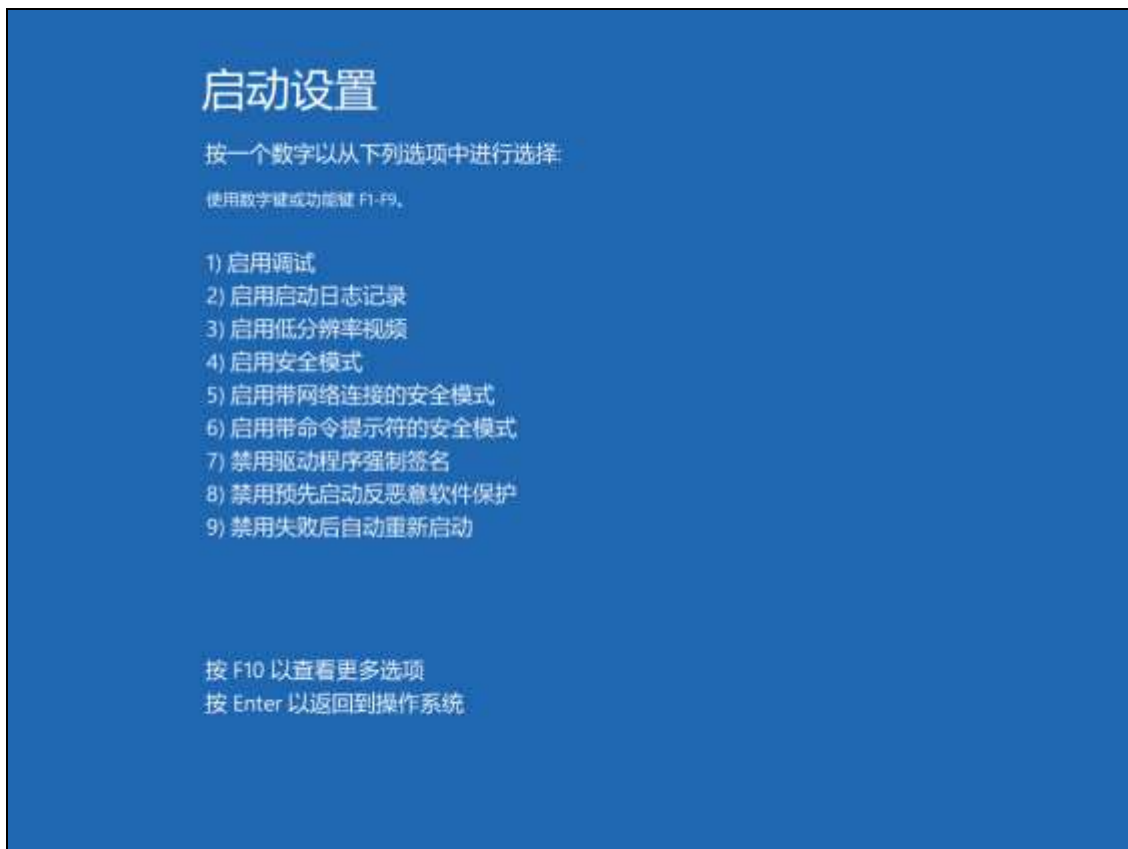 启动设置
按一个数字以从下列选项中进行选择:
使用数字键或功能键 F1-F9。
1) 启用调试
2) 启用启动日志记录
3) 启用低分辨率视频
4) 启用安全模式
5) 启用带网络连接的安全模式
6) 启用带命令提示符的安全模式
7) 禁用驱动程序强制签名
8) 禁用预先启动反恶意软件保护
9) 禁用失败后自动重新启动
按 F10 以查看更多选项
按 Enter 以返回到操作系统